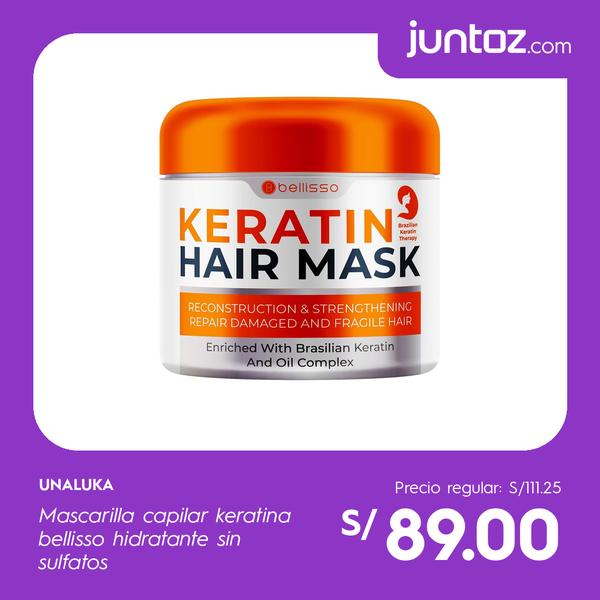 juntoz.com
bellisso
KERATIN
HAIR MASK
Brazilian
Keratin
Therapy
RECONSTRUCTION & STRENGTHENING
REPAIR DAMAGED AND FRAGILE HAIR
Enriched With Brasilian Keratin
And Oil Complex
UNALUKA
Mascarilla capilar keratina
bellisso hidratante sin
sulfatos
Precio regular: S/111.25
S/ 89.00